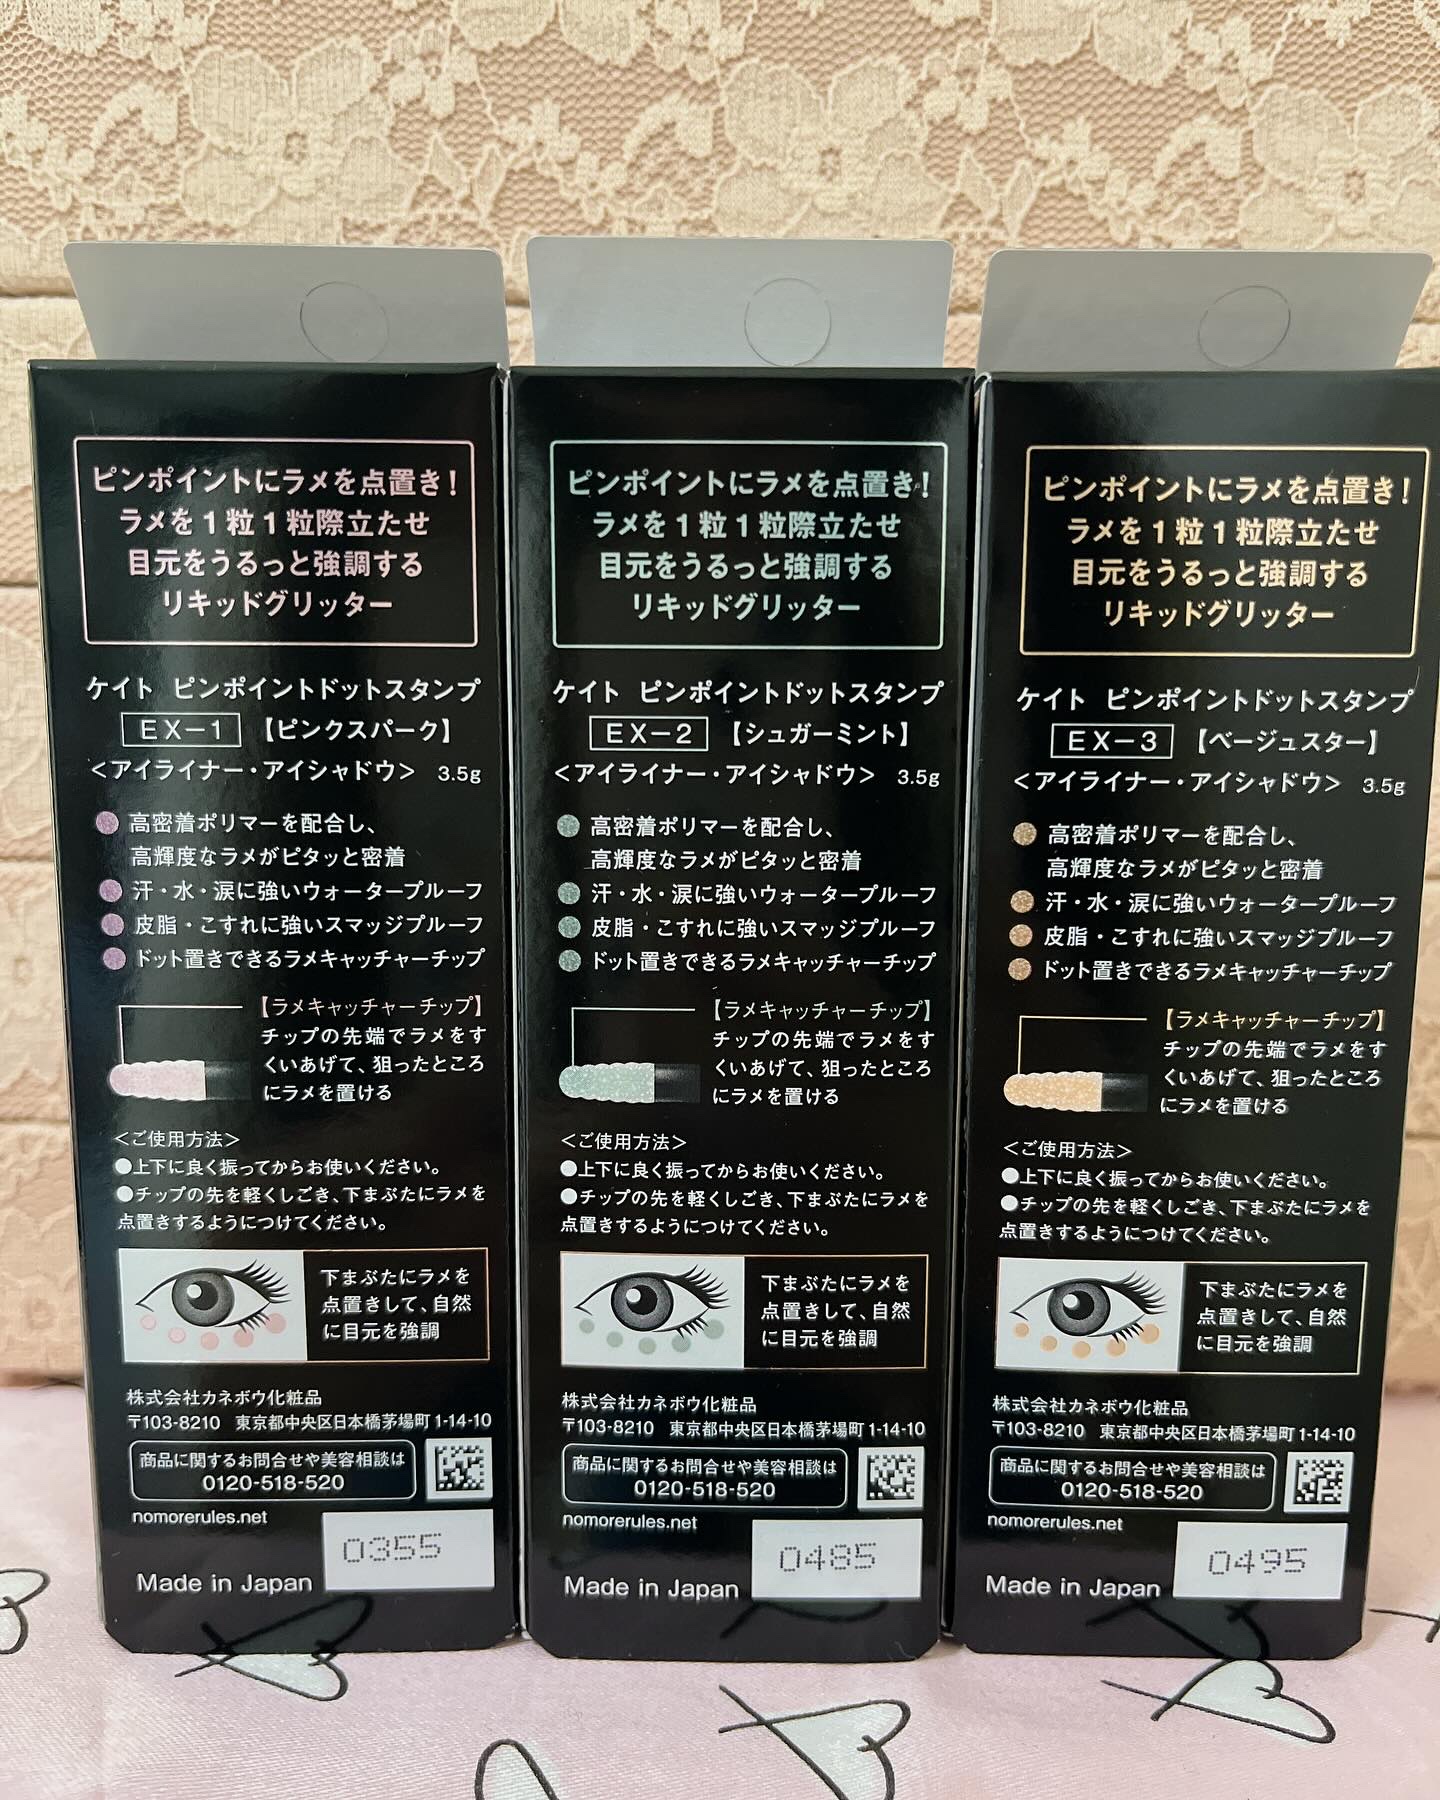 ピンポイントにラメを点置き!
ラメを1粒1粒際立たせ
目元をうるっと強調する
リキッドグリッター
ケイト ピンポイントドットスタンプ
EX-1 【ピンクスパーク】
<アイライナー・アイシャドウ> 3.5g
高密着ポリマーを配合し、
高輝度なラメがピタッと密着
汗・水・涙に強いウォータープルーフ
皮脂・こすれに強いスマッジプルーフ
ドット置きできるラメキャッチャーチップ
【ラメキャッチャーチップ】
チップの先端でラメをす
くいあげて、狙ったところ
にラメを置ける
<ご使用方法>
●上下に良く振ってからお使いください。
●チップの先を軽くしごき、下まぶたにラメを
点置きするようにつけてください。
下まぶたにラメを
点置きして、自然
に目元を強調
株式会社カネボウ化粧品
〒103-8210 東京都中央区日本橋茅場町1-14-10
商品に関するお問合せや美容相談は
0120-518-520
nomorerules.net
0355
Made in Japan
ピンポイントにラメを点置き!
ラメを1粒1粒際立たせ
目元をうるっと強調する
リキッドグリッター
ケイト ピンポイントドットスタンプ
EX-2 【シュガーミント】
<アイライナー・アイシャドウ> 3.5g
高密着ポリマーを配合し、
高輝度なラメがピタッと密着
汗・水・涙に強いウォータープルーフ
皮脂・こすれに強いスマッジプルーフ
ドット置きできるラメキャッチャーチップ
【ラメキャッチャーチップ】
チップの先端でラメをす
くいあげて、狙ったところ
にラメを置ける
<ご使用方法>
●上下に良く振ってからお使いください。
●チップの先を軽くしごき、下まぶたにラメを
点置きするようにつけてください。
下まぶたにラメを
点置きして、自然
に目元を強調
株式会社カネボウ化粧品
〒103-8210 東京都中央区日本橋茅場町1-14-10
商品に関するお問合せや美容相談は
0120-518-520
nomorerules.net
0485
Made in Japan
ピンポイントにラメを点置き!
ラメを1粒1粒際立たせ
目元をうるっと強調する
リキッドグリッター
ケイト ピンポイントドットスタンプ
EX-3 【ベージュスター】
<アイライナー・アイシャドウ> 3.5g
高密着ポリマーを配合し、
高輝度なラメがピタッと密着
汗・水・涙に強いウォータープルーフ
皮脂・こすれに強いスマッジプルーフ
ドット置きできるラメキャッチャーチップ
【ラメキャッチャーチップ】
チップの先端でラメをす
くいあげて、狙ったところ
にラメを置ける
<ご使用方法>
●上下に良く振ってからお使いください。
●チップの先を軽くしごき、下まぶたにラメを
点置きするようにつけてください。
下まぶたにラメを
点置きして、自然
に目元を強調
株式会社カネボウ化粧品
〒103-8210 東京都中央区日本橋茅場町1-14-10
商品に関するお問合せや美容相談は
0120-518-520
nomorerules.net
0495
Made in Japan